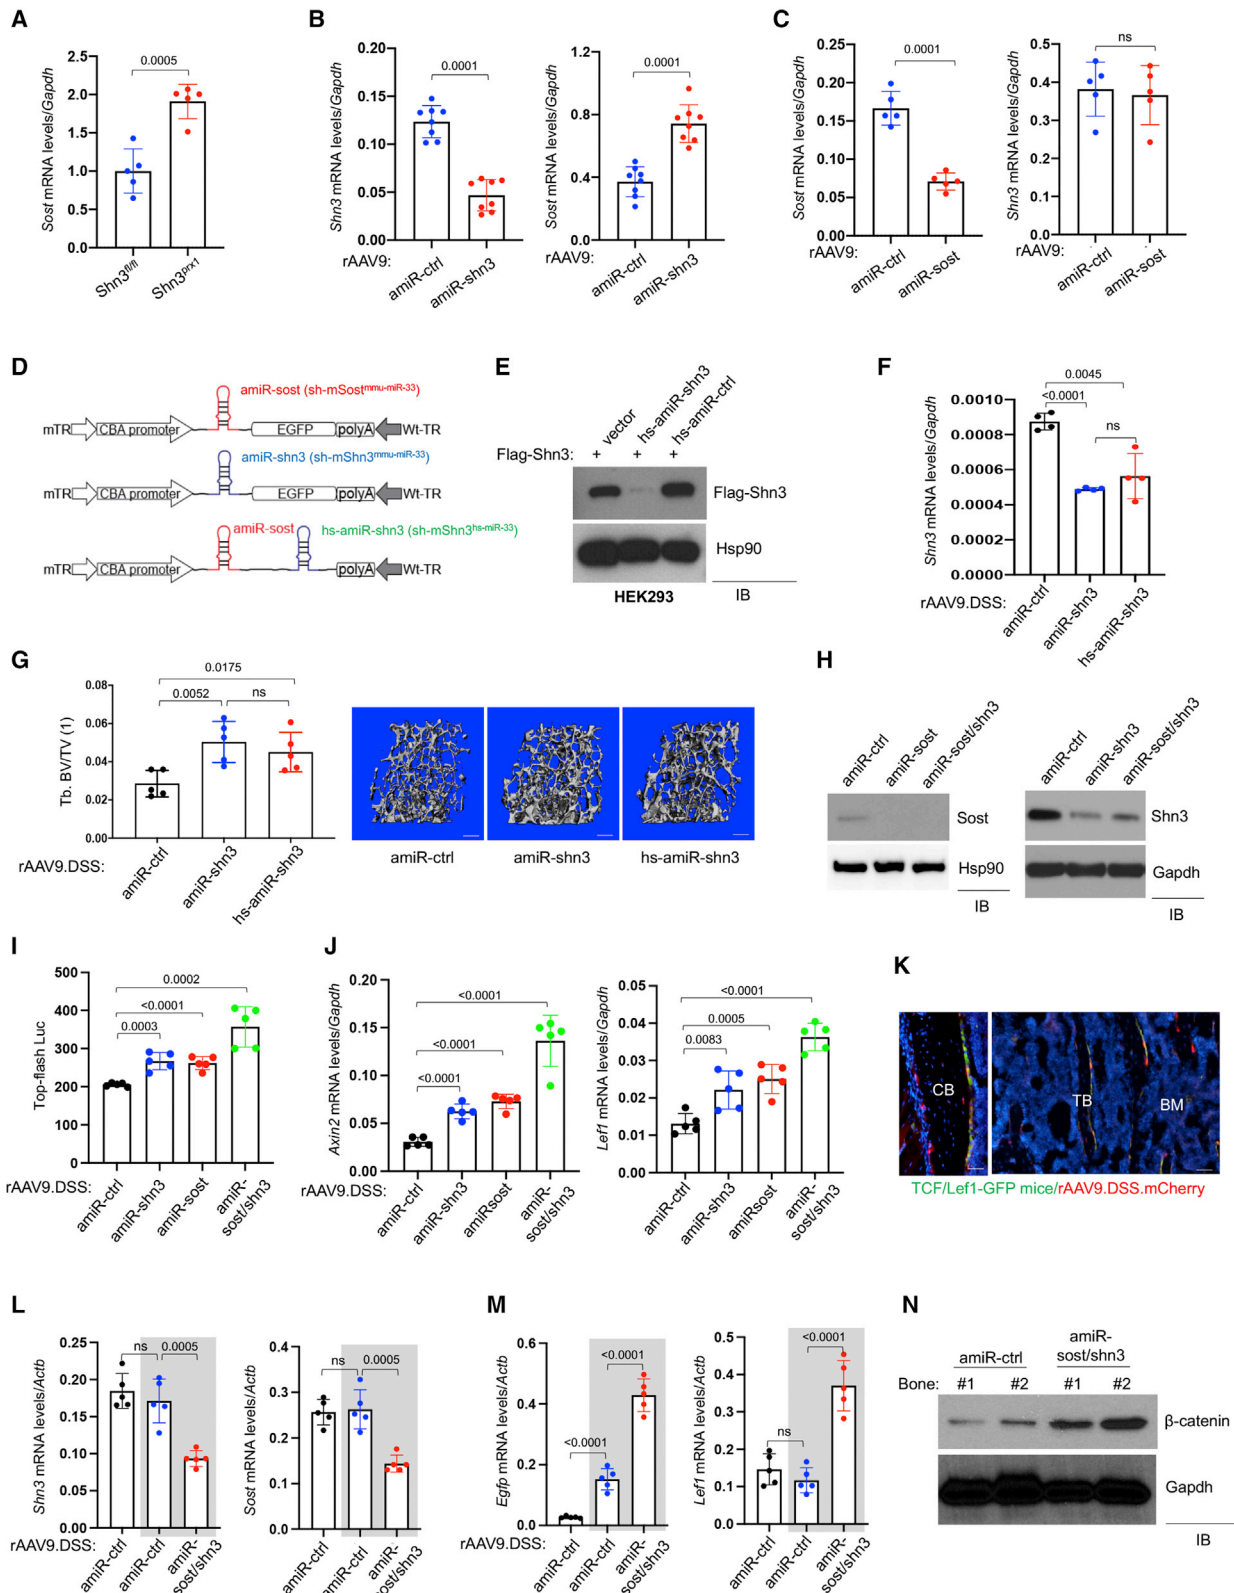 A
Sost mRNA levels/Gapdh
2.5
2.0
1.5
1.0
0.5
0.0
0.0005
Shn3fl/fl
Shn3prx1
B
Shn3 mRNA levels/Gapdh
0.20
0.15
0.10
0.05
0.00
0.0001
rAAV9:
amiR-ctrl
amiR-shn3
Sost mRNA levels/Gapdh
1.2
0.8
0.4
0.0
0.0001
amiR-ctrl
amiR-shn3
C
Sost mRNA levels/Gapdh
0.25
0.20
0.15
0.10
0.05
0.00
0.0001
rAAV9:
amiR-ctrl
amiR-sost
Shn3 mRNA levels/Gapdh
0.5
0.4
0.3
0.2
0.1
0.0
ns
amiR-ctrl
amiR-sost
D
amiR-sost (sh-mSostmmu-miR-33)
mTR CBA promoter EGFP polyA Wt-TR
amiR-shn3 (sh-mShn3mmu-miR-33)
mTR CBA promoter EGFP polyA Wt-TR
amiR-sost hs-amiR-shn3 (sh-mShn3hs-miR-33)
mTR CBA promoter polyA Wt-TR
E
vector
hs-amiR-shn3
hs-amiR-ctrl
Flag-Shn3: + + +
Flag-Shn3
Hsp90
HEK293
IB
F
Shn3 mRNA levels/Gapdh
0.0010
0.0008
0.0006
0.0004
0.0002
0.0000
0.0045
<0.0001
ns
rAAV9.DSS:
amiR-ctrl
amiR-shn3
hs-amiR-shn3
G
Tb. BV/TV (1)
0.08
0.06
0.04
0.02
0.00
0.0175
0.0052
ns
rAAV9.DSS:
amiR-ctrl
amiR-shn3
hs-amiR-shn3
amiR-ctrl
amiR-shn3
hs-amiR-shn3
H
amiR-ctrl
amiR-sost
amiR-sost/shn3
Sost
Hsp90
IB
amiR-ctrl
amiR-shn3
amiR-sost/shn3
Shn3
Gapdh
IB
I
Top-flash Luc
500
400
300
200
100
0
0.0002
<0.0001
0.0003
rAAV9.DSS:
amiR-ctrl
amiR-shn3
amiR-sost
amiR-
sost/shn3
J
Axin2 mRNA levels/Gapdh
0.20
0.15
0.10
0.05
0.00
<0.0001
<0.0001
<0.0001
rAAV9.DSS:
amiR-ctrl
amiR-shn3
amiR-sost
amiR-
sost/shn3
Lef1 mRNA levels/Gapdh
0.05
0.04
0.03
0.02
0.01
0.00
<0.0001
0.0005
0.0083
amiR-ctrl
amiR-shn3
amiRsost
amiR-
sost/shn3
K
CB
TB
BM
TCF/Lef1-GFP mice/rAAV9.DSS.mCherry
L
Shn3 mRNA levels/Actb
0.25
0.20
0.15
0.10
0.05
0.00
ns
0.0005
rAAV9.DSS:
amiR-ctrl
amiR-ctrl
amiR-
sost/shn3
Sost mRNA levels/Actb
0.4
0.3
0.2
0.1
0.0
ns
0.0005
amiR-ctrl
amiR-ctrl
amiR-
sost/shn3
M
Egfp mRNA levels/Actb
0.6
0.4
0.2
0.0
<0.0001
<0.0001
rAAV9.DSS:
amiR-ctrl
amiR-ctrl
amiR-
sost/shn3
Lef1 mRNA levels/Actb
0.5
0.4
0.3
0.2
0.1
0.0
<0.0001
ns
amiR-ctrl
amiR-ctrl
amiR-
sost/shn3
N
amiR-ctrl
amiR-
sost/shn3
Bone: #1 #2 #1 #2
β-catenin
Gapdh
IB